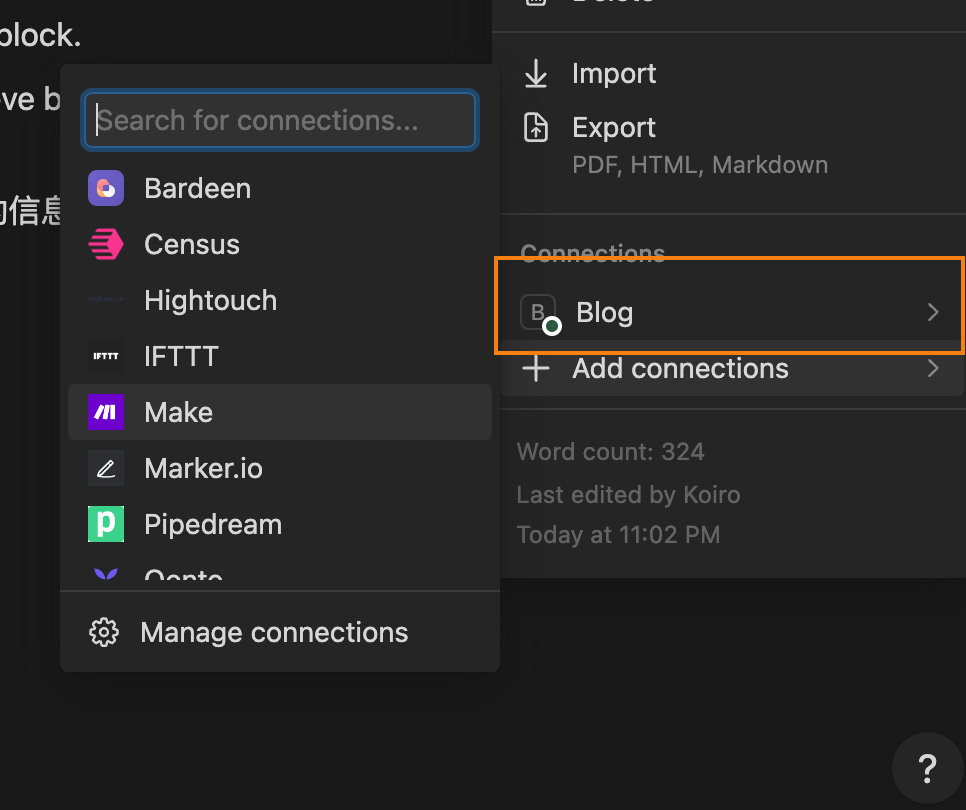 block.
ve b
的信息
Search for connections...
Bardeen
Census
Hightouch
IFTTT
Make
Marker.io
Pipedream
Manage connections
Delete
Import
Export
PDF, HTML, Markdown
Connections
B
Blog
Add connections
Word count: 324
Last edited by Koiro
Today at 11:02 PM
?